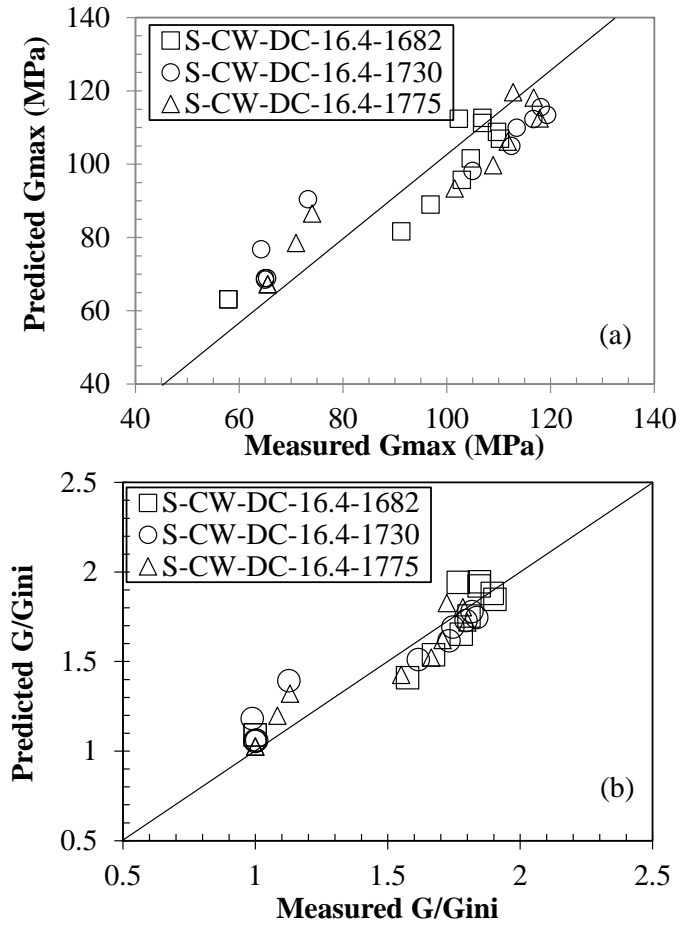 140
120
100
80
60
40
Predicted Gmax (MPa)
S-CW-DC-16.4-1682
S-CW-DC-16.4-1730
S-CW-DC-16.4-1775
(a)
40 60 80 100 120 140
Measured Gmax (MPa)
2.5
2
1.5
1
0.5
Predicted G/Gini
S-CW-DC-16.4-1682
S-CW-DC-16.4-1730
S-CW-DC-16.4-1775
(b)
0.5 1 1.5 2 2.5
Measured G/Gini